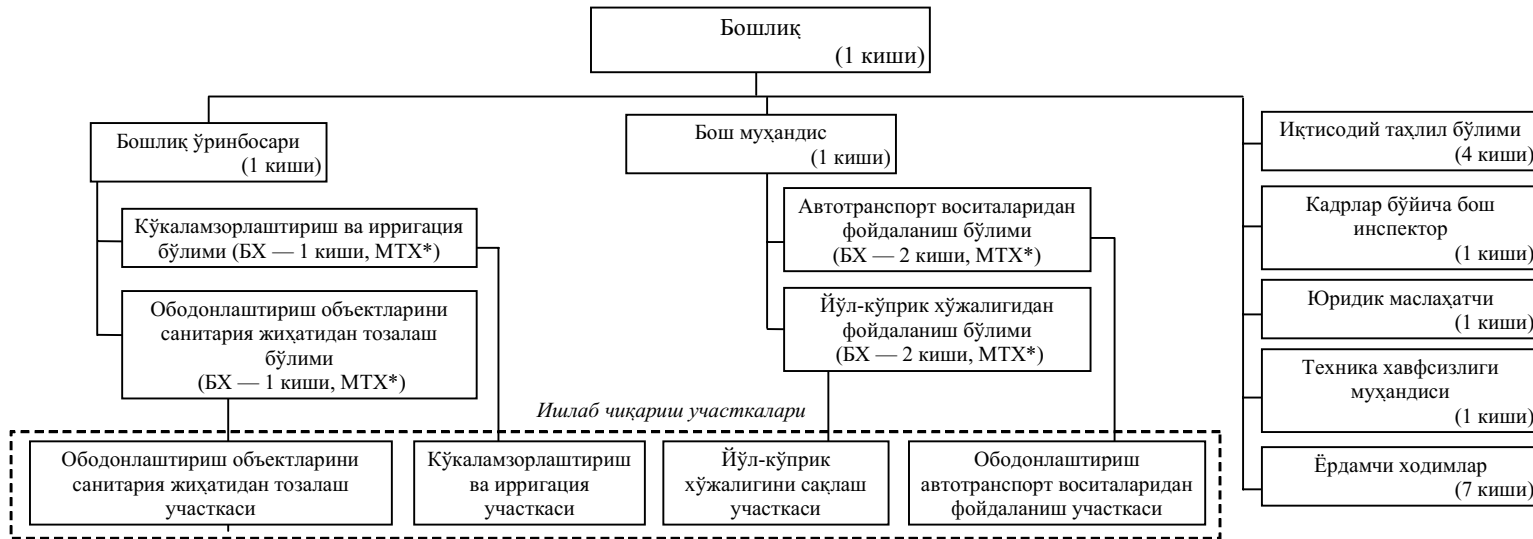 Бошлиқ
(1 киши)
Бошлиқ ўринбосари
(1 киши)
Кўкаламзорлаштириш ва ирригация
бўлими (БХ — 1 киши, МТХ*)
Ободонлаштириш объектларини
санитария жиҳатидан тозалаш
бўлими
(БХ — 1 киши, МТХ*)
Бош муҳандис
(1 киши)
Автотранспорт воситаларидан
фойдаланиш бўлими
(БХ — 2 киши, МТХ*)
Йўл-кўприк хўжалигидан
фойдаланиш бўлими
(БХ — 2 киши, МТХ*)
Иқтисодий таҳлил бўлими
(4 киши)
Кадрлар бўйича бош
инспектор
(1 киши)
Юридик маслаҳатчи
(1 киши)
Техника хавфсизлиги
муҳандиси
(1 киши)
Ёрдамчи ходимлар
(7 киши)
Ишлаб чиқариш участкалари
Ободонлаштириш объектларини
санитария жиҳатидан тозалаш
участкаси
Кўкаламзорлаштириш
ва ирригация
участкаси
Йўл-кўприк
хўжалигини сақлаш
участкаси
Ободонлаштириш
автотранспорт воситаларидан
фойдаланиш участкаси